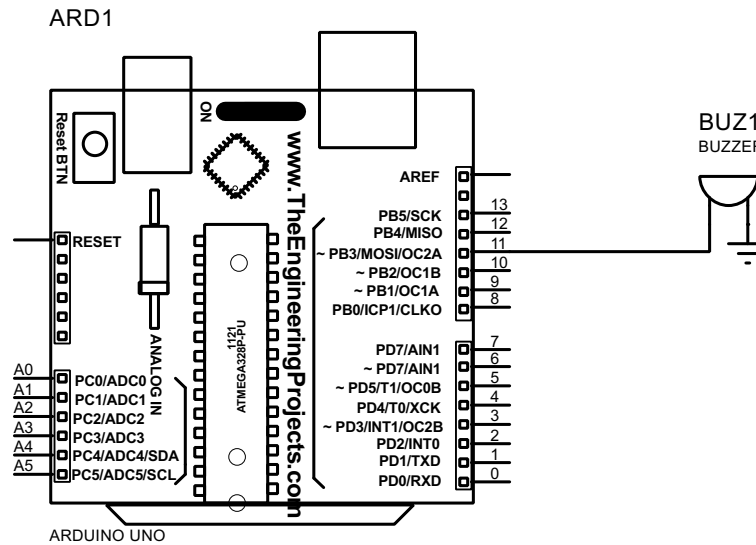 ARD1
BUZ1
BUZZER
Reset BTN
ON
www.TheEngineeringProjects.com
AREF
PB5/SCK 13
PB4/MISO 12
RESET
~ PB3/MOSI/OC2A 11
~ PB2/OC1B 10
~ PB1/OC1A 9
PB0/ICP1/CLKO 8
1121
ATMEGA328P-PU
ANALOG IN
PD7/AIN1 7
~ PD7/AIN1 6
~ PD5/T1/OC0B 5
PD4/T0/XCK 4
~ PD3/INT1/OC2B 3
PD2/INT0 2
PD1/TXD 1
PD0/RXD 0
A0 PC0/ADC0
A1 PC1/ADC1
A2 PC2/ADC2
A3 PC3/ADC3
A4 PC4/ADC4/SDA
A5 PC5/ADC5/SCL
ARDUINO UNO